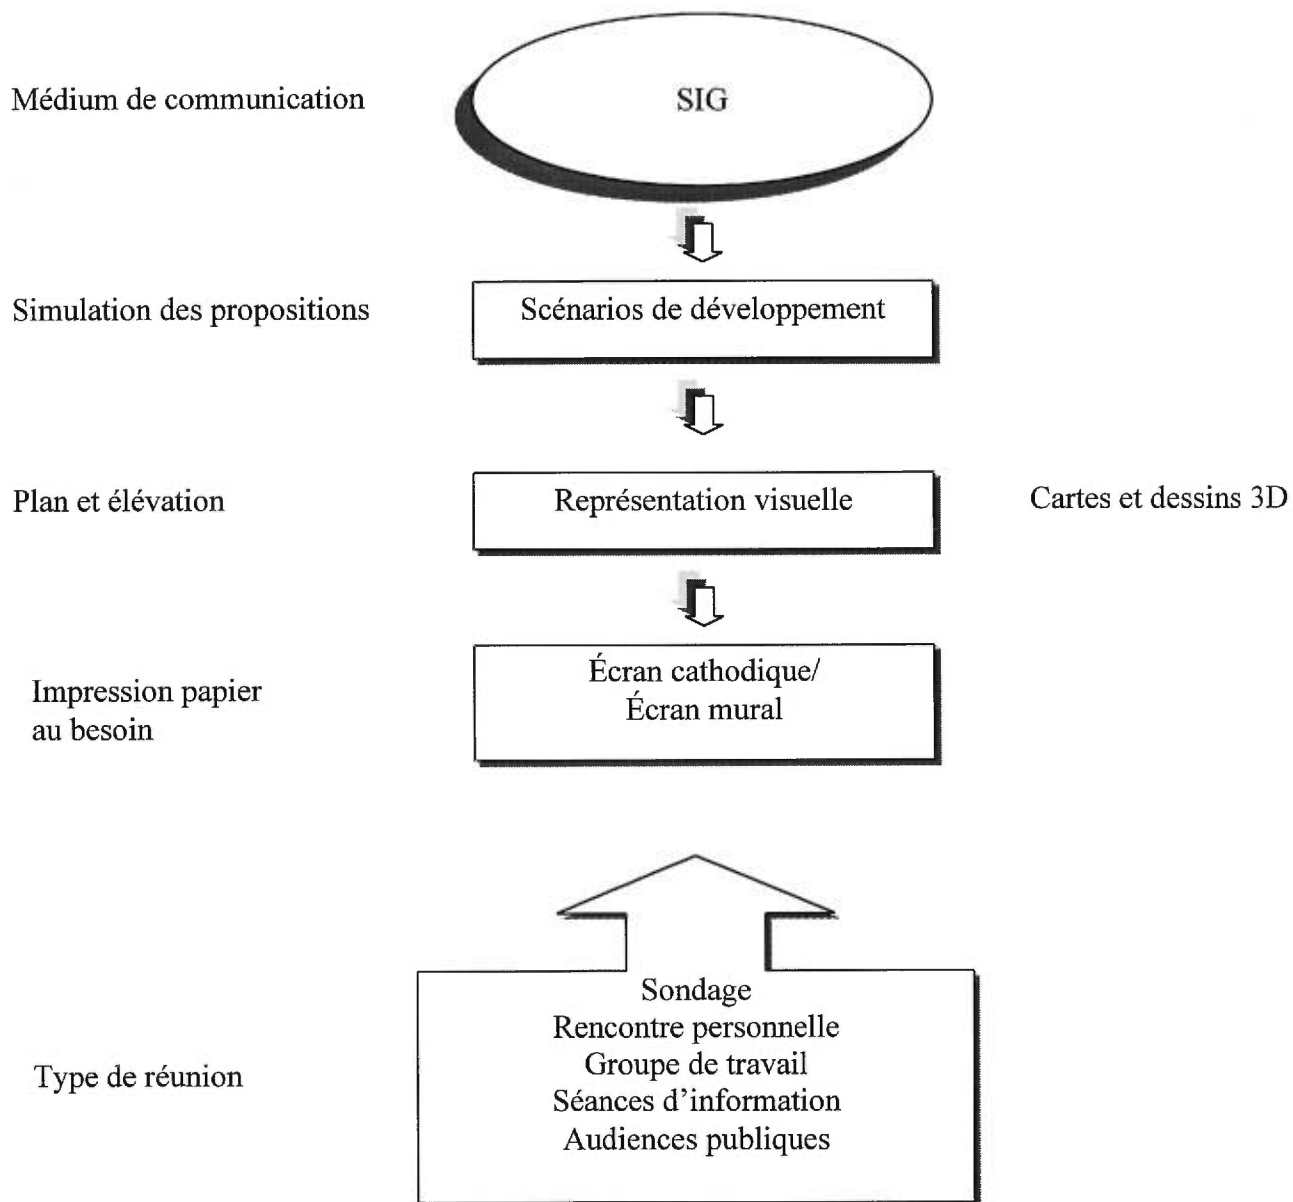 Médium de communication
SIG
Simulation des propositions
Scénarios de développement
Plan et élévation
Représentation visuelle
Cartes et dessins 3D
Impression papier
au besoin
Écran cathodique/
Écran mural
Type de réunion
Sondage
Rencontre personnelle
Groupe de travail
Séances d'information
Audiences publiques